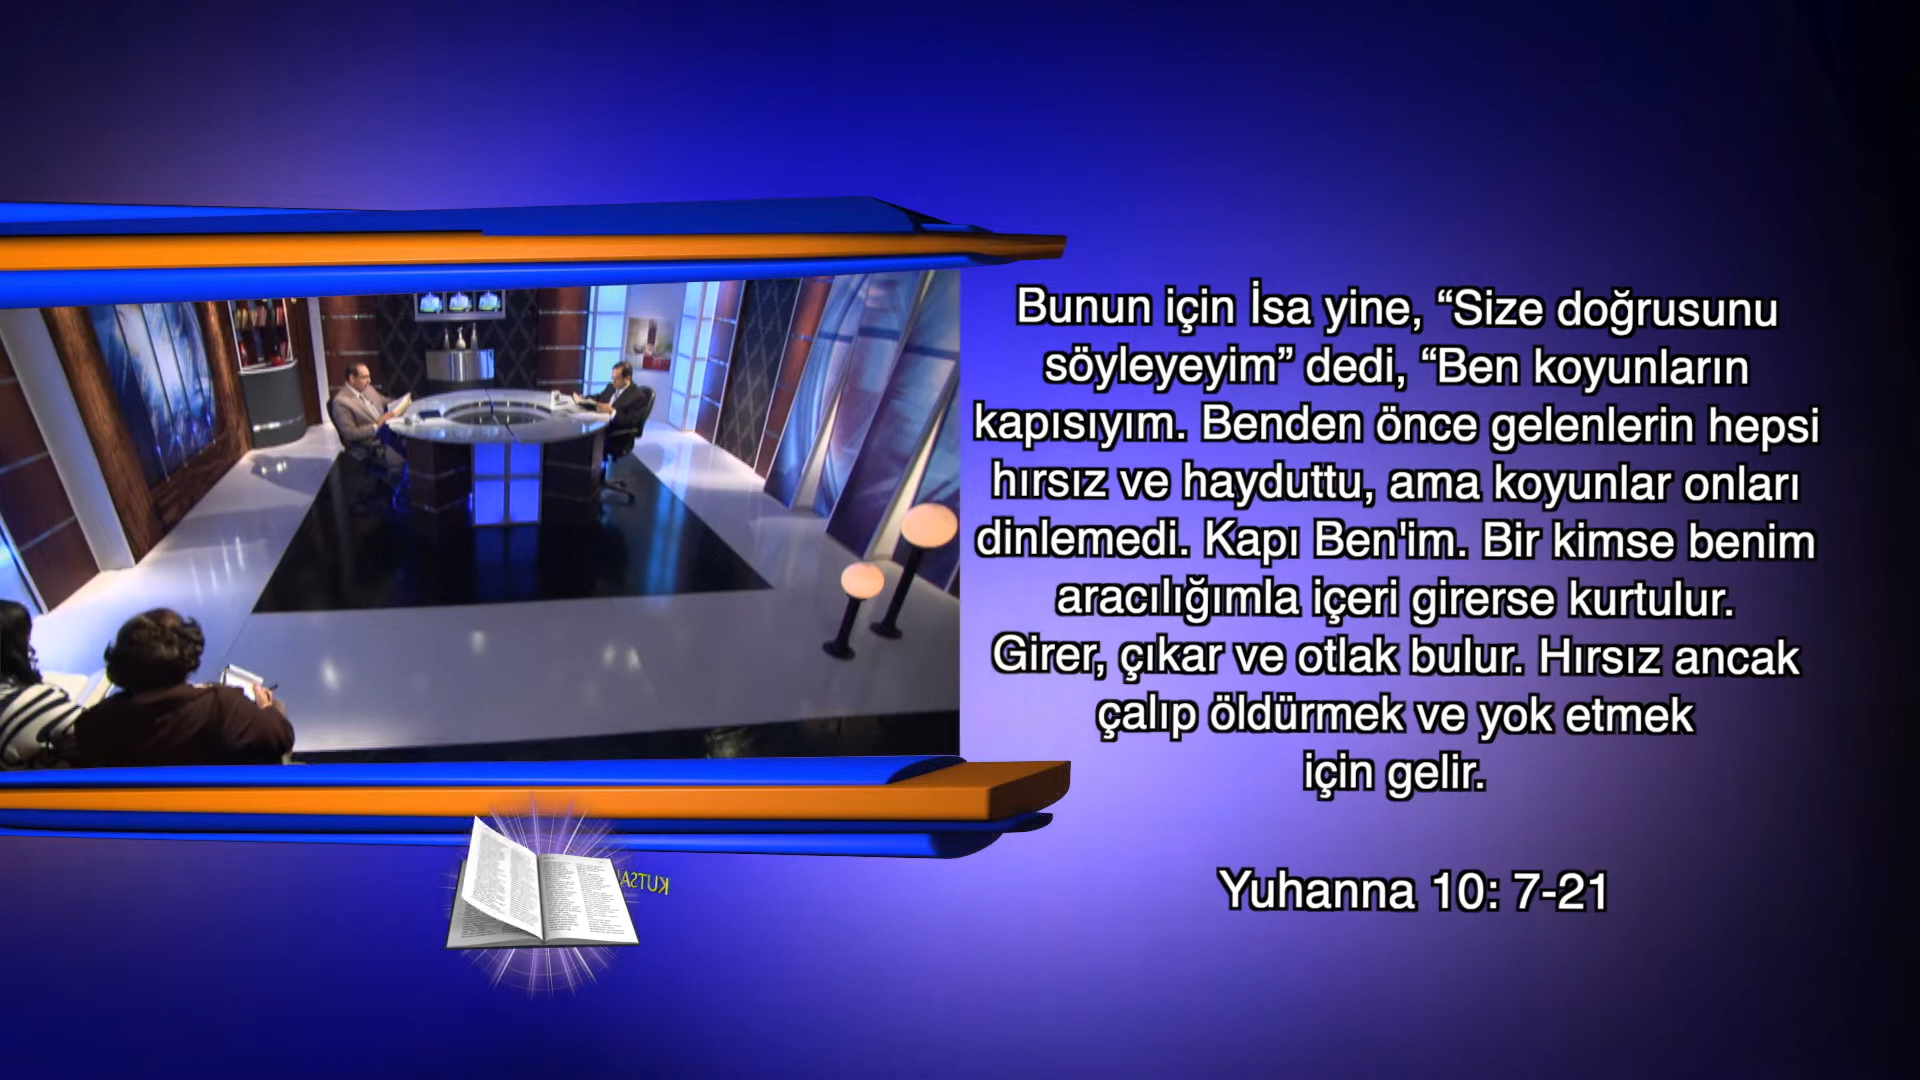 Bunun için İsa yine, “Size doğrusunu
söyleyeyim” dedi, “Ben koyunların
kapısıyım. Benden önce gelenlerin hepsi
hırsız ve hayduttu, ama koyunlar onları
dinlemedi. Kapı Ben'im. Bir kimse benim
aracılığımla içeri girerse kurtulur.
Girer, çıkar ve otlak bulur. Hırsız ancak
çalıp öldürmek ve yok etmek
için gelir.
Yuhanna 10: 7-21